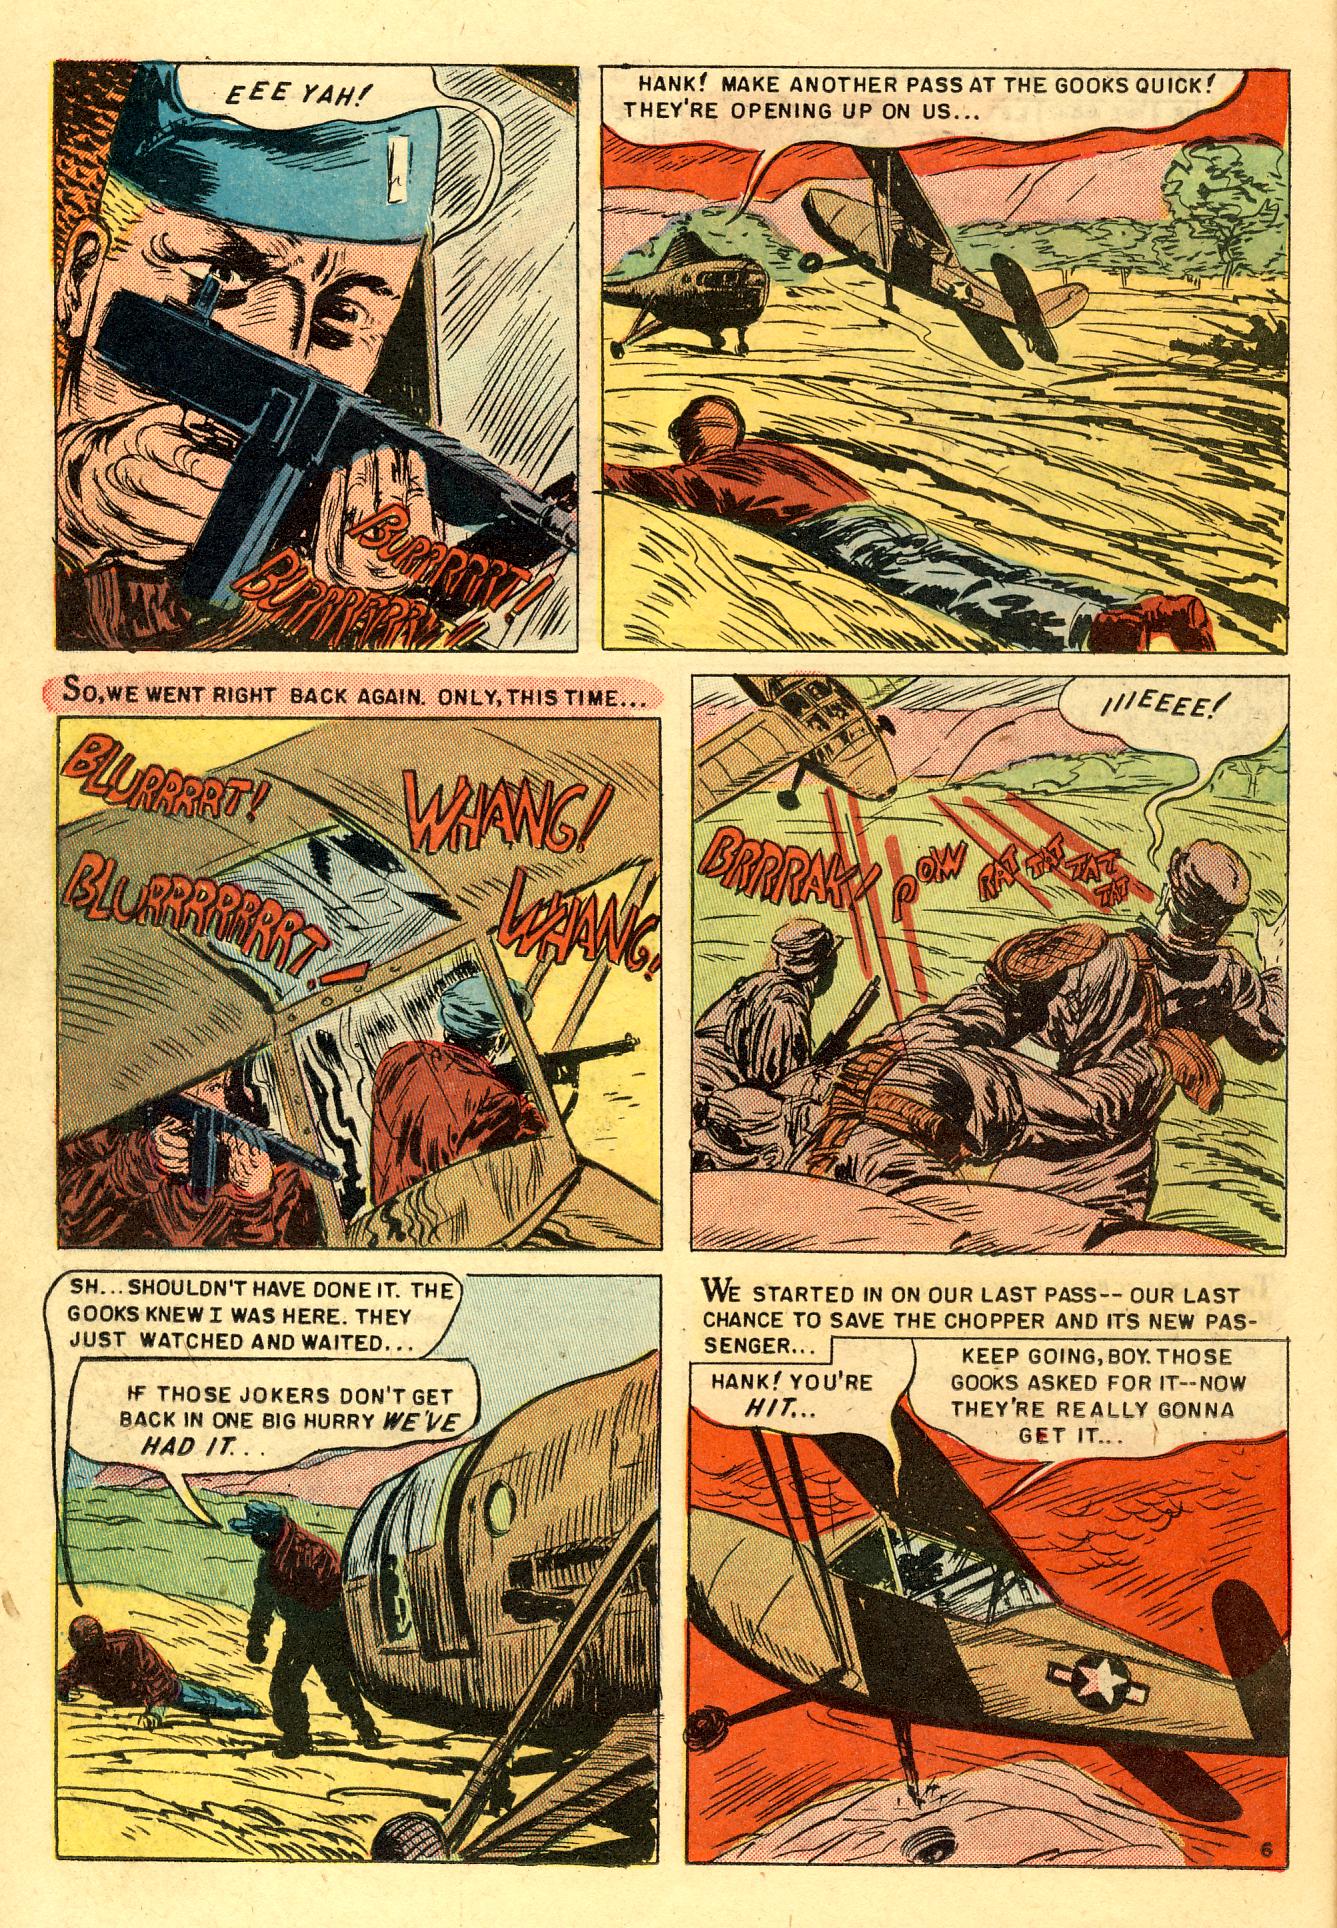 EEE YAH!
BURRRRRRT!
HANK! MAKE ANOTHER PASS AT THE GOOKS QUICK!
THEY'RE OPENING UP ON US...
SO, WE WENT RIGHT BACK AGAIN. ONLY, THIS TIME...
BLURRRRT!
WHANG!
BLURRRRRRRRT!
WHANG!
IIIEEEE!
BRRRRAK!
POW
RAT TAT TAT
TAT
SH... SHOULDN'T HAVE DONE IT. THE
GOOKS KNEW I WAS HERE. THEY
JUST WATCHED AND WAITED...
IF THOSE JOKERS DON'T GET
BACK IN ONE BIG HURRY WE'VE
HAD IT...
WE STARTED IN ON OUR LAST PASS-- OUR LAST
CHANCE TO SAVE THE CHOPPER AND ITS NEW PAS-
SENGER...
HANK! YOU'RE
HIT...
KEEP GOING, BOY. THOSE
GOOKS ASKED FOR IT--NOW
THEY'RE REALLY GONNA
GET IT...
6